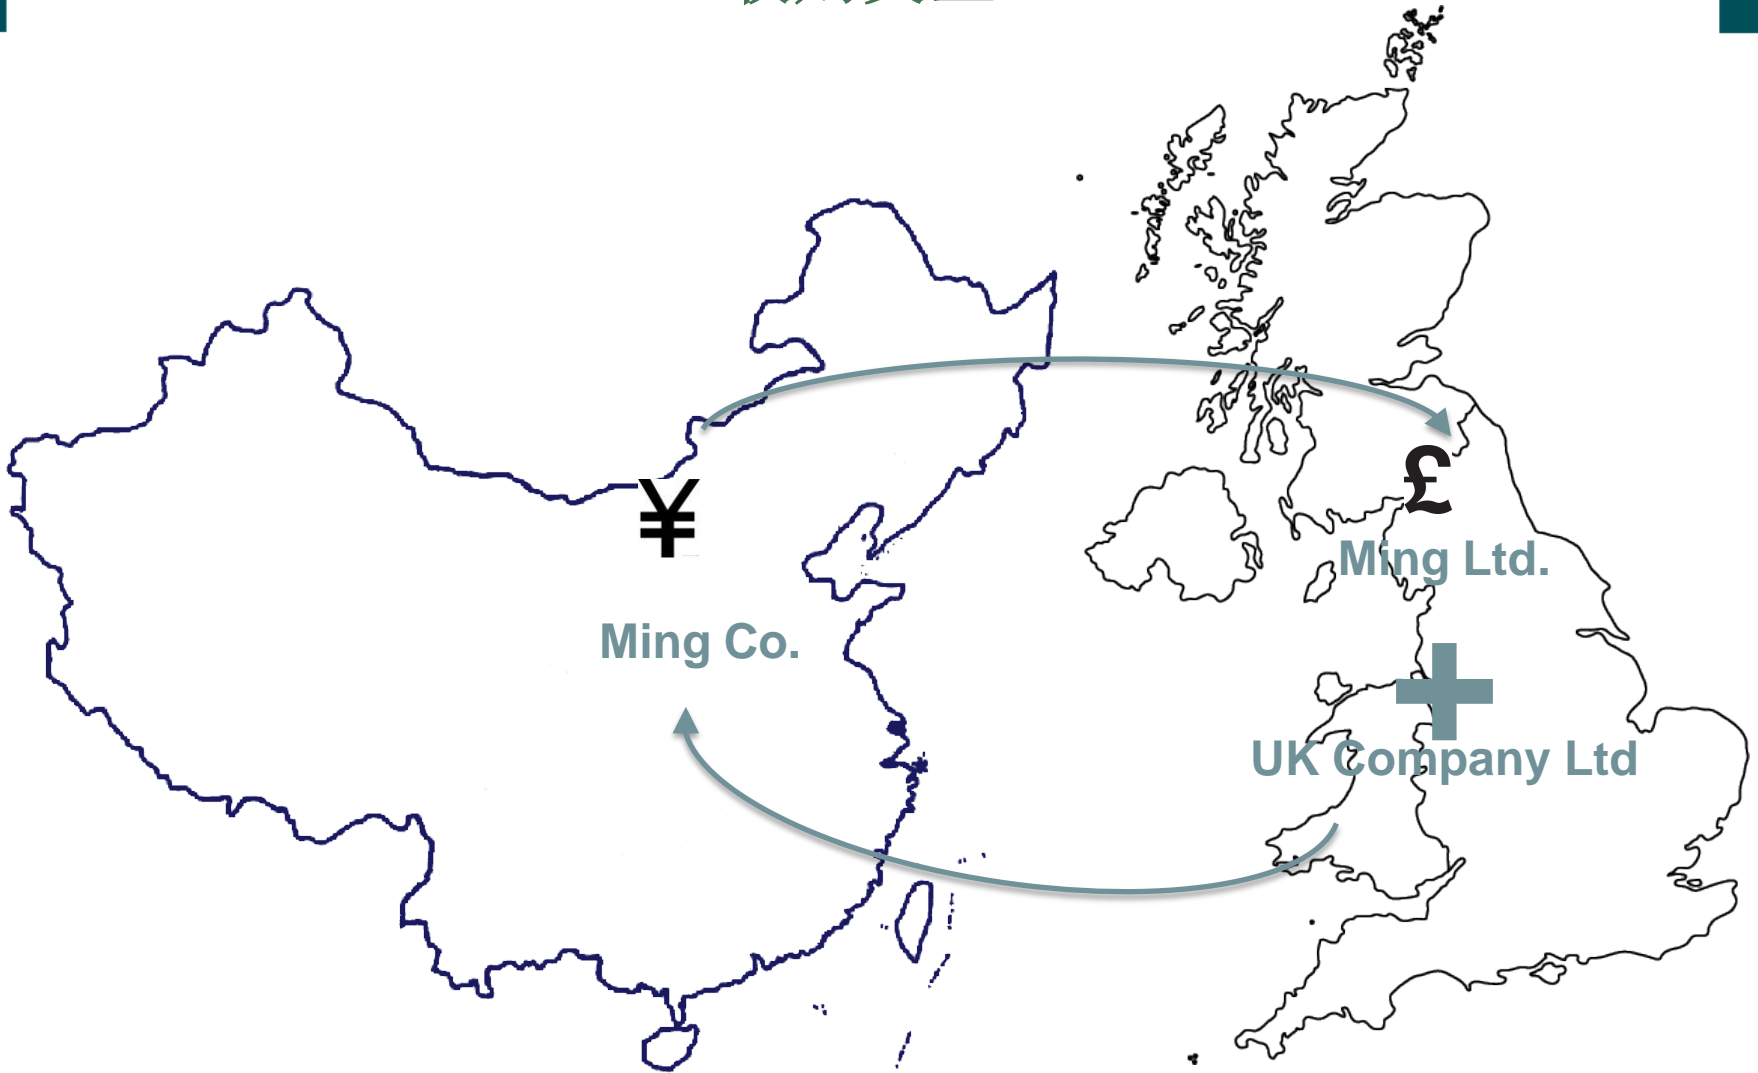 ¥
£
Ming Ltd.
Ming Co.
UK Company Ltd